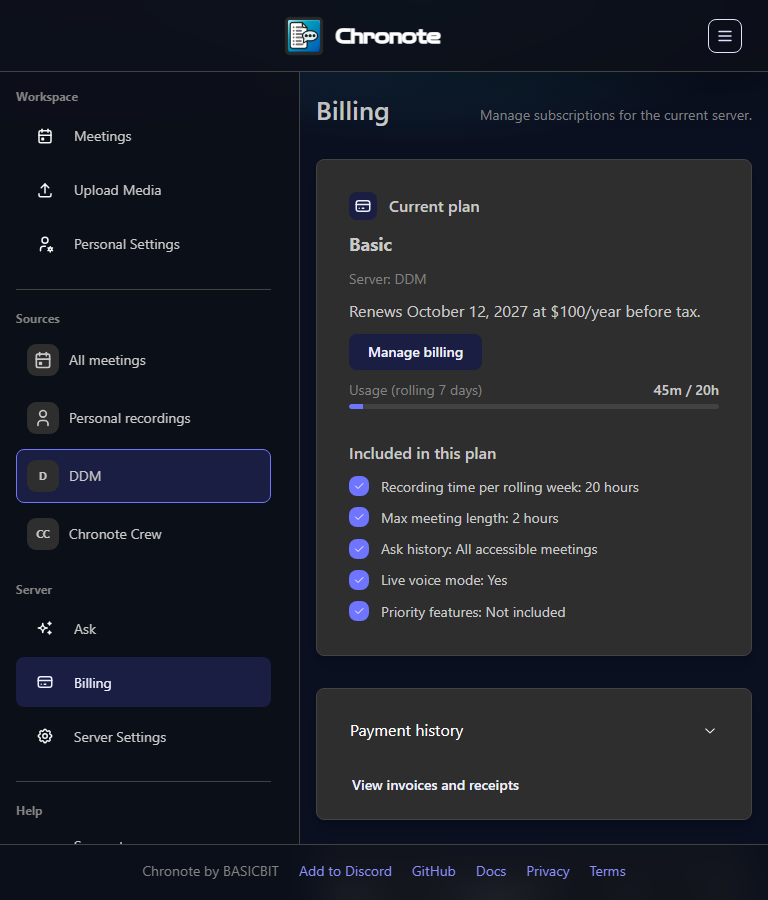 Chronote
Workspace
Meetings
Upload Media
Personal Settings
Sources
All meetings
Personal recordings
D
DDM
CC
Chronote Crew
Server
Ask
Billing
Server Settings
Help
Billing
Manage subscriptions for the current server.
Current plan
Basic
Server: DDM
Renews October 12, 2027 at $100/year before tax.
Manage billing
Usage (rolling 7 days) 45m / 20h
Included in this plan
Recording time per rolling week: 20 hours
Max meeting length: 2 hours
Ask history: All accessible meetings
Live voice mode: Yes
Priority features: Not included
Payment history
View invoices and receipts
Chronote by BASICBIT Add to Discord GitHub Docs Privacy Terms